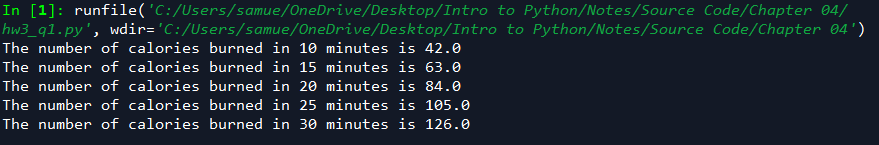 In [1]: runfile('C:/Users/samue/OneDrive/Desktop/Intro to Python/Notes/Source Code/Chapter 04/
hw3_q1.py', wdir='C:/Users/samue/OneDrive/Desktop/Intro to Python/Notes/Source Code/Chapter 04')
The number of calories burned in 10 minutes is 42.0
The number of calories burned in 15 minutes is 63.0
The number of calories burned in 20 minutes is 84.0
The number of calories burned in 25 minutes is 105.0
The number of calories burned in 30 minutes is 126.0